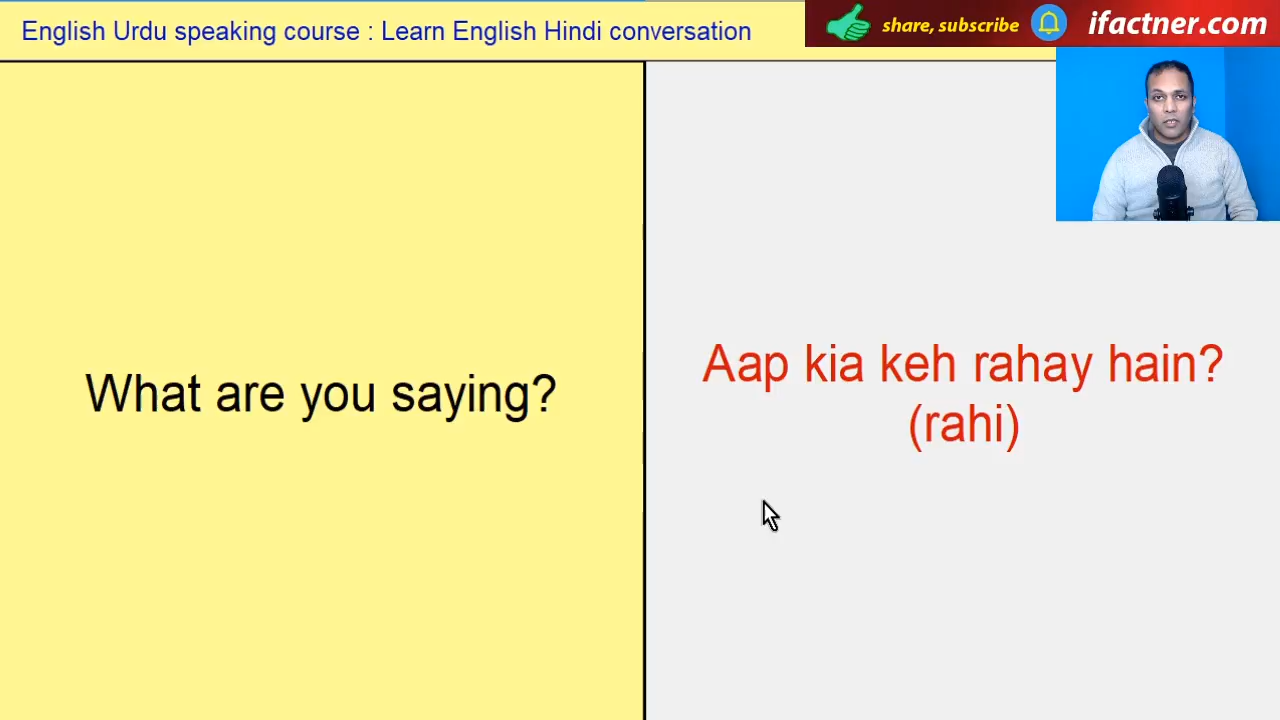 English Urdu speaking course : Learn English Hindi conversation
share, subscribe
ifactner.com
What are you saying?
Aap kia keh rahay hain?
(rahi)